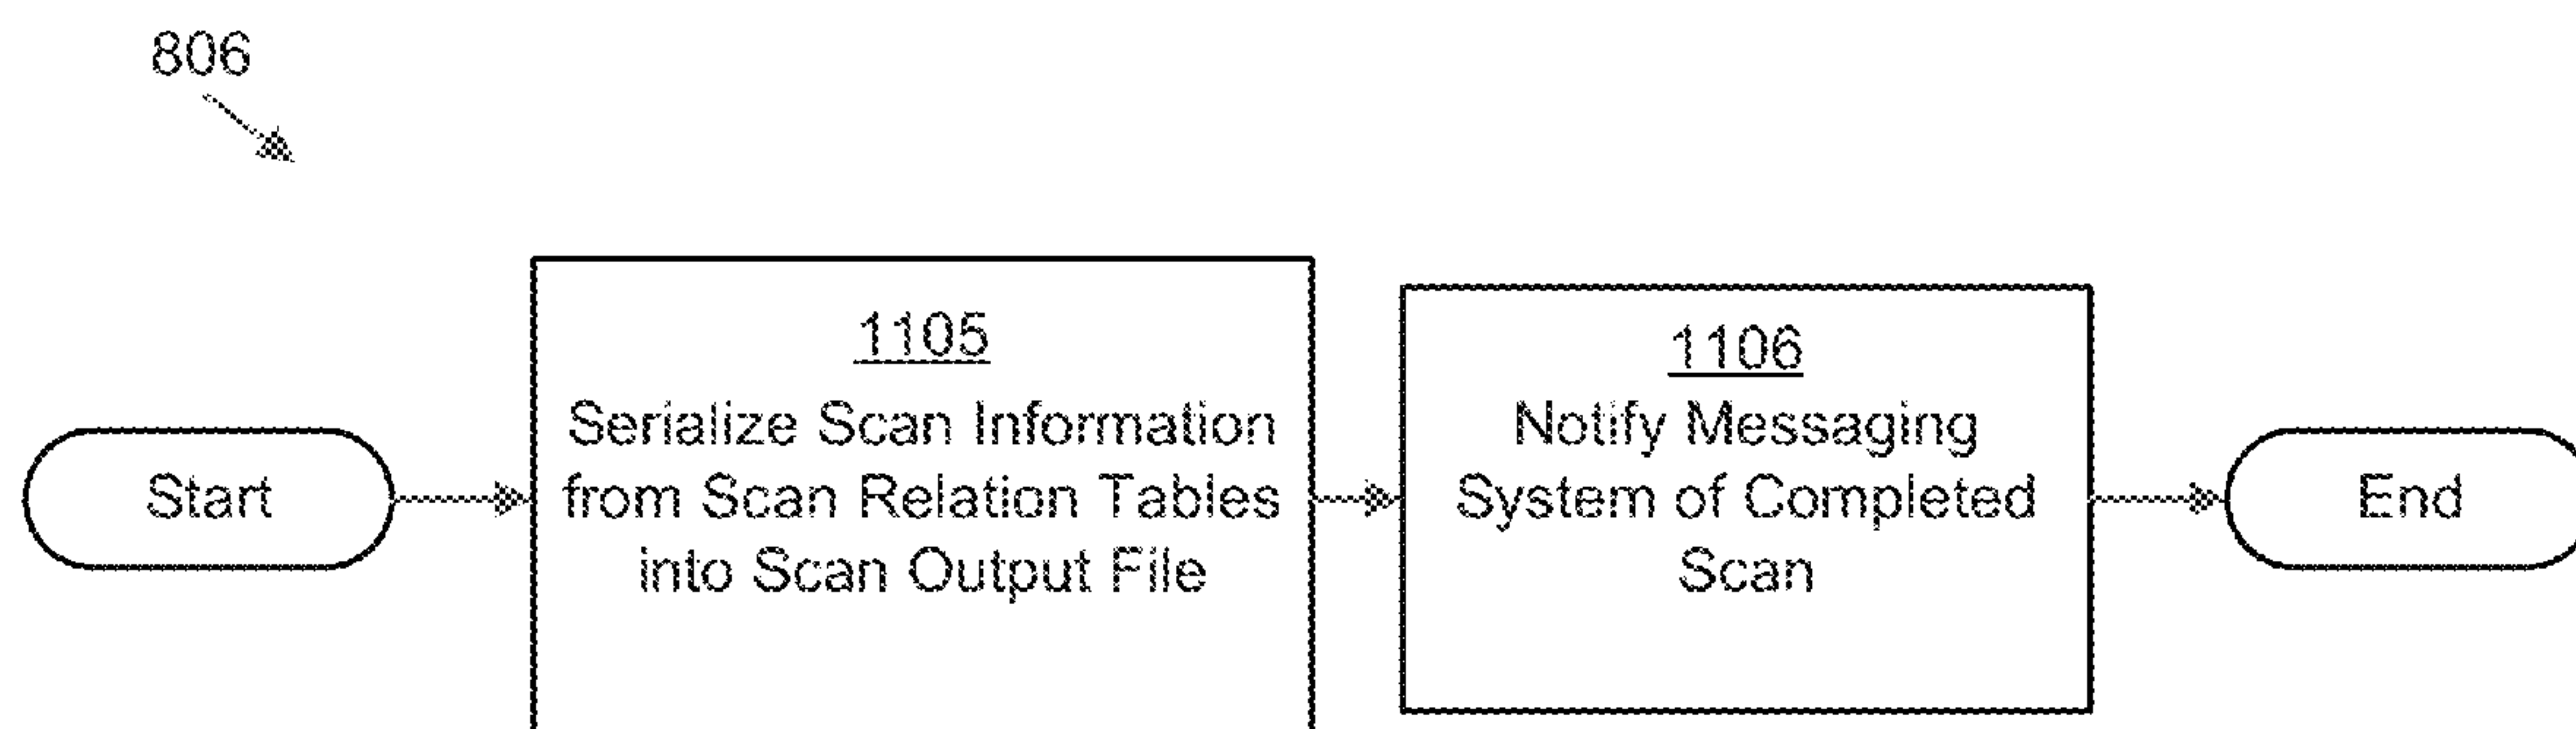 806
Start
1105
Serialize Scan Information
from Scan Relation Tables
into Scan Output File
1106
Notify Messaging
System of Completed
Scan
End